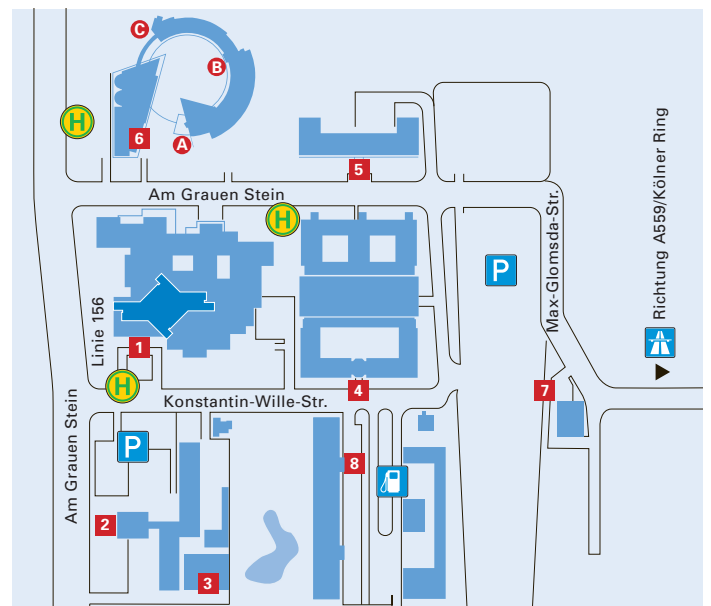 C
B
H
6
A
5
Am Grauen Stein
H
Max-Glomsda-Str.
P
Richtung A559/Kölner Ring
Linie 156
1
H
Konstantin-Wille-Str.
4
7
Am Grauen Stein
P
8
2
3